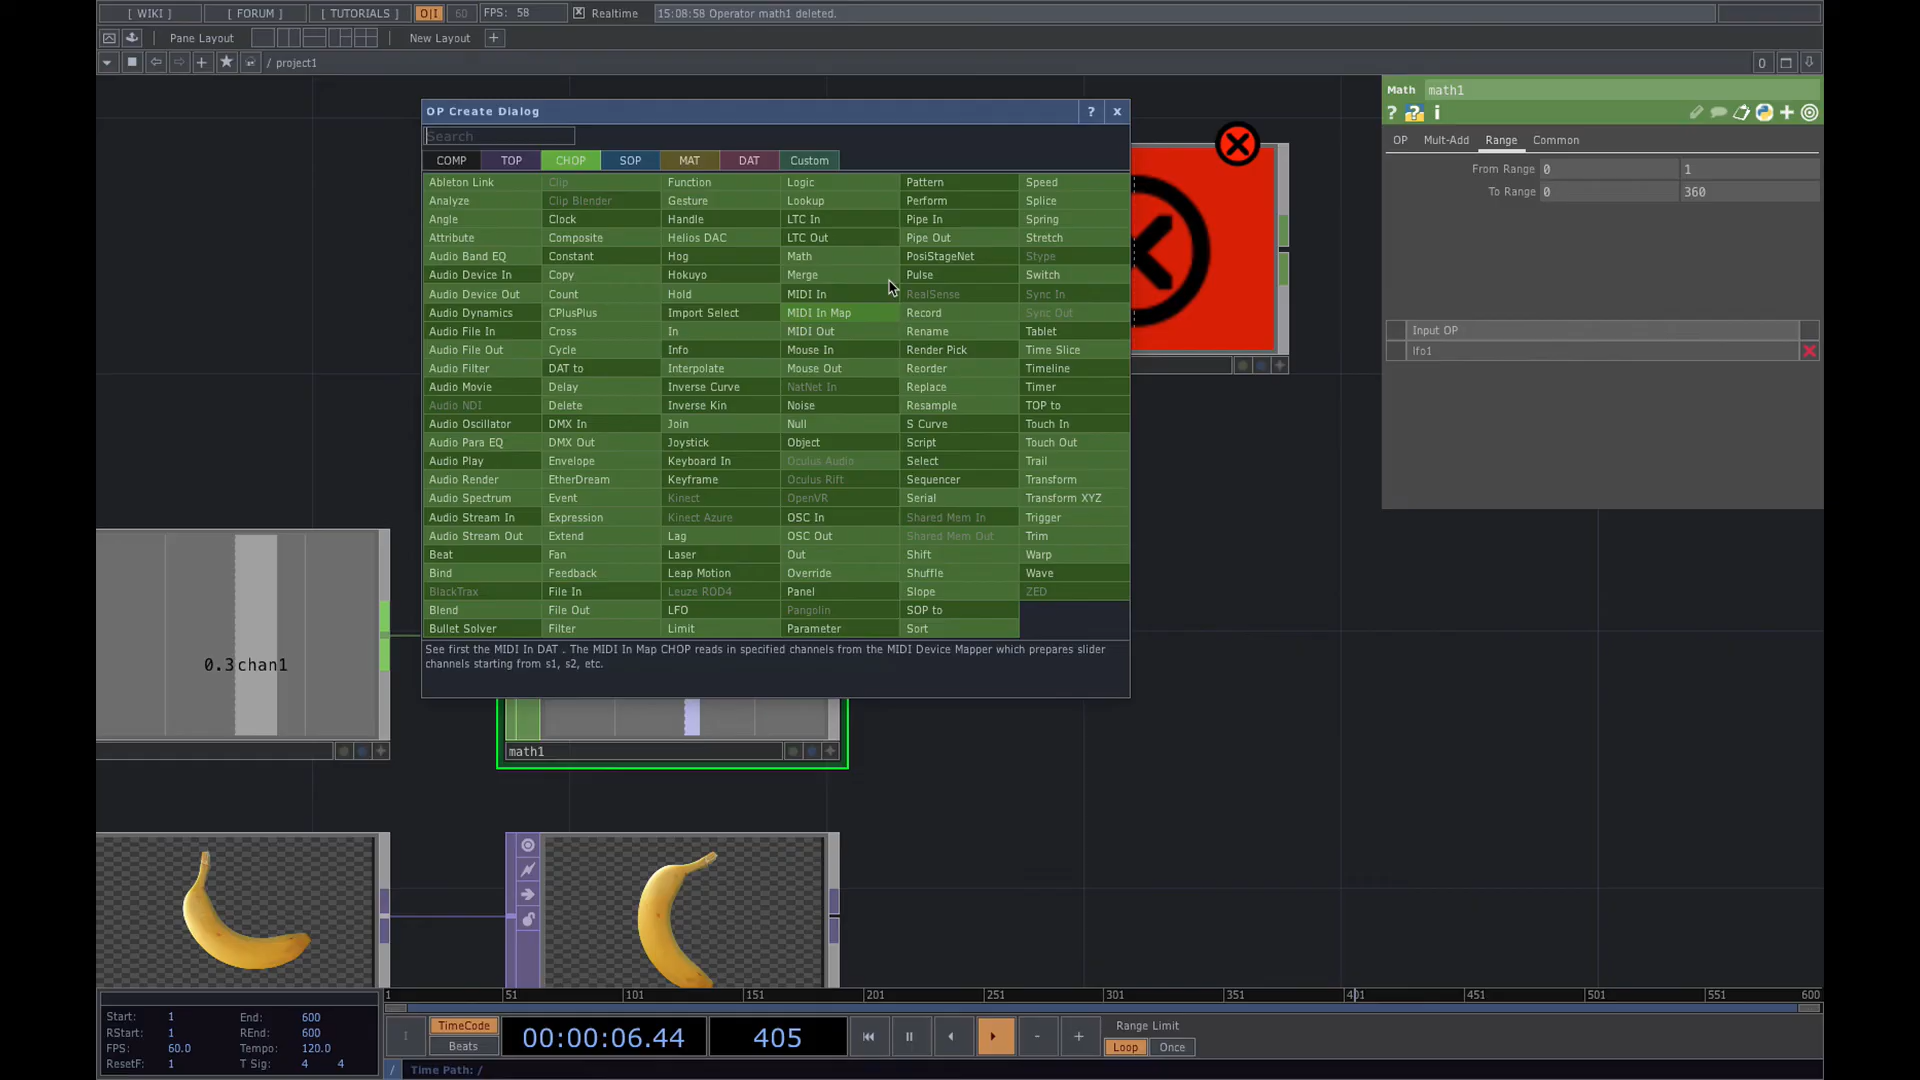 [ WIKI ] [ FORUM ] [ TUTORIALS ] O|I 60 FPS: 58 Realtime 15:08:58 Operator math1 deleted.
Pane Layout New Layout +
/ project1 0
OP Create Dialog ? x
Search
COMP TOP CHOP SOP MAT DAT Custom
Ableton Link Clip Function Logic Pattern Speed
Analyze Clip Blender Gesture Lookup Perform Splice
Angle Clock Handle LTC In Pipe In Spring
Attribute Composite Helios DAC LTC Out Pipe Out Stretch
Audio Band EQ Constant Hog Math PosiStageNet Stype
Audio Device In Copy Hokuyo Merge Pulse Switch
Audio Device Out Count Hold MIDI In RealSense Sync In
Audio Dynamics CPlusPlus Import Select MIDI In Map Record Sync Out
Audio File In Cross In MIDI Out Rename Tablet
Audio File Out Cycle Info Mouse In Render Pick Time Slice
Audio Filter DAT to Interpolate Mouse Out Reorder Timeline
Audio Movie Delay Inverse Curve NatNet In Replace Timer
Audio NDI Delete Inverse Kin Noise Resample TOP to
Audio Oscillator DMX In Join Null S Curve Touch In
Audio Para EQ DMX Out Joystick Object Script Touch Out
Audio Play Envelope Keyboard In Oculus Audio Select Trail
Audio Render EtherDream Keyframe Oculus Rift Sequencer Transform
Audio Spectrum Event Kinect OpenVR Serial Transform XYZ
Audio Stream In Expression Kinect Azure OSC In Shared Mem In Trigger
Audio Stream Out Extend Lag OSC Out Shared Mem Out Trim
Beat Fan Laser Out Shift Warp
Bind Feedback Leap Motion Override Shuffle Wave
BlackTrax File In Leuze ROD4 Panel Slope ZED
Blend File Out LFO Pangolin SOP to
Bullet Solver Filter Limit Parameter Sort
See first the MIDI In DAT . The MIDI In Map CHOP reads in specified channels from the MIDI Device Mapper which prepares slider
channels starting from s1, s2, etc.
Math math1
? ? i
OP Multi-Add Range Common
From Range 0 1
To Range 0 360
Input OP
lfo1
0.3chan1
math1
1 51 101 151 201 251 301 351 401 451 501 551 600
Start: 1 End: 600
RStart: 1 REnd: 600
FPS: 60.0 Tempo: 120.0
ResetF: 1 T Sig: 4 4
I TimeCode Beats 00:00:06.44 405 - + Range Limit
Loop Once
/ Time Path: /